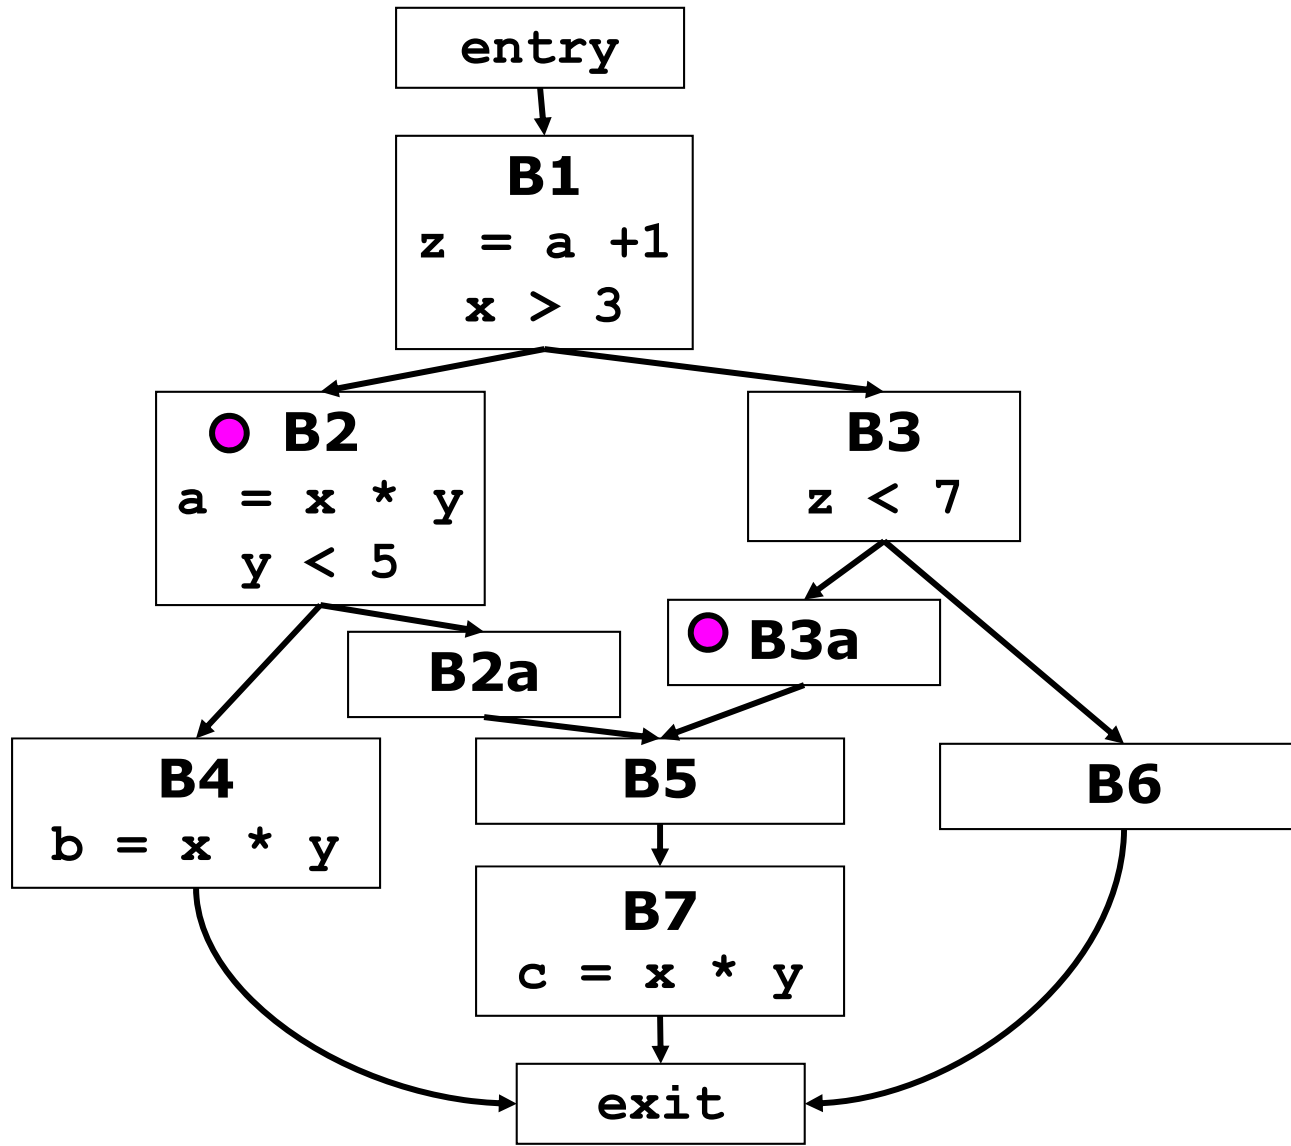 entry
B1
z = a +1
x > 3
B2
a = x * y
y < 5
B3
z < 7
B2a
B3a
B4
b = x * y
B5
B6
B7
c = x * y
exit